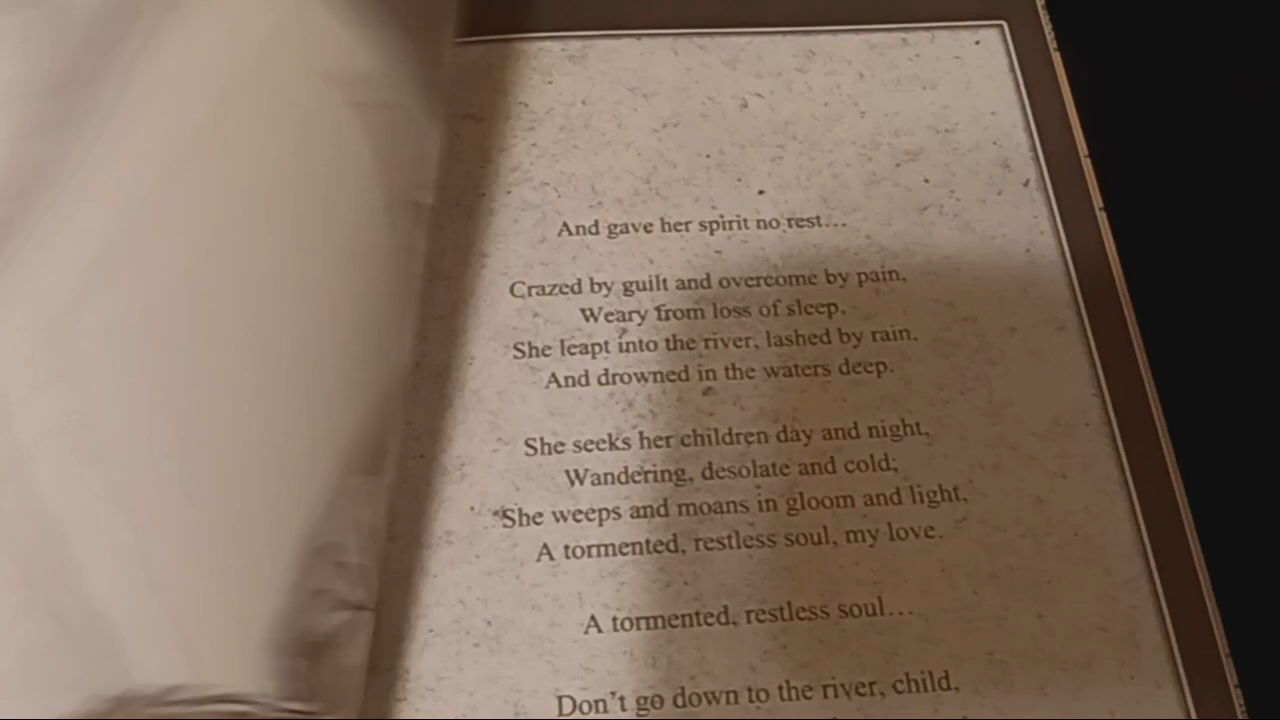 And gave her spirit no rest...
Crazed by guilt and overcome by pain,
Weary from loss of sleep,
She leapt into the river, lashed by rain,
And drowned in the waters deep.
She seeks her children day and night,
Wandering, desolate and cold;
She weeps and moans in gloom and light,
A tormented, restless soul, my love.
A tormented, restless soul...
Don't go down to the river, child,